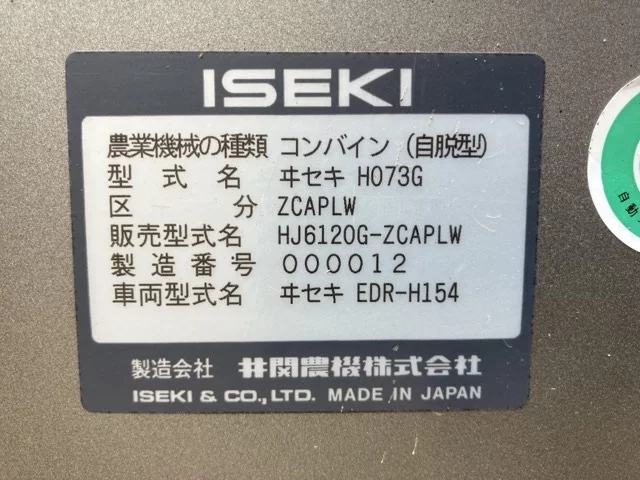 ISEKI
農業機械の種類 コンバイン (自脱型)
型式名 ヰセキ H073G
区分 ZCAPLW
販売型式名 HJ6120G-ZCAPLW
製造番号 000012
車両型式名 ヰセキ EDR-H154
製造会社 井関農機株式会社
ISEKI & CO.,LTD. MADE IN JAPAN
自動